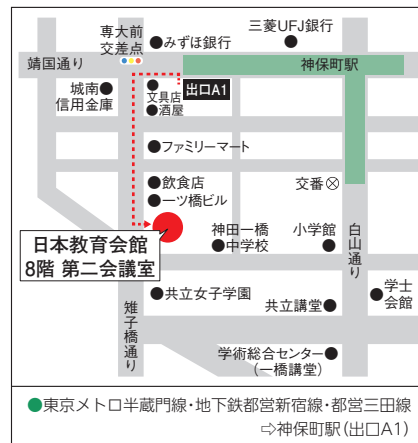 専大前
交差点
みずほ銀行
三菱UFJ銀行
靖国通り
神保町駅
城南
信用金庫
文具店
酒屋
出口A1
ファミリーマート
飲食店
一ツ橋ビル
交番
日本教育会館
8階 第二会議室
神田一橋
中学校
小学館
白山通り
雉子橋通り
共立女子学園
共立講堂
学士
会館
学術総合センター
(一橋講堂)
●東京メトロ半蔵門線・地下鉄都営新宿線・都営三田線
⇨神保町駅(出口A1)